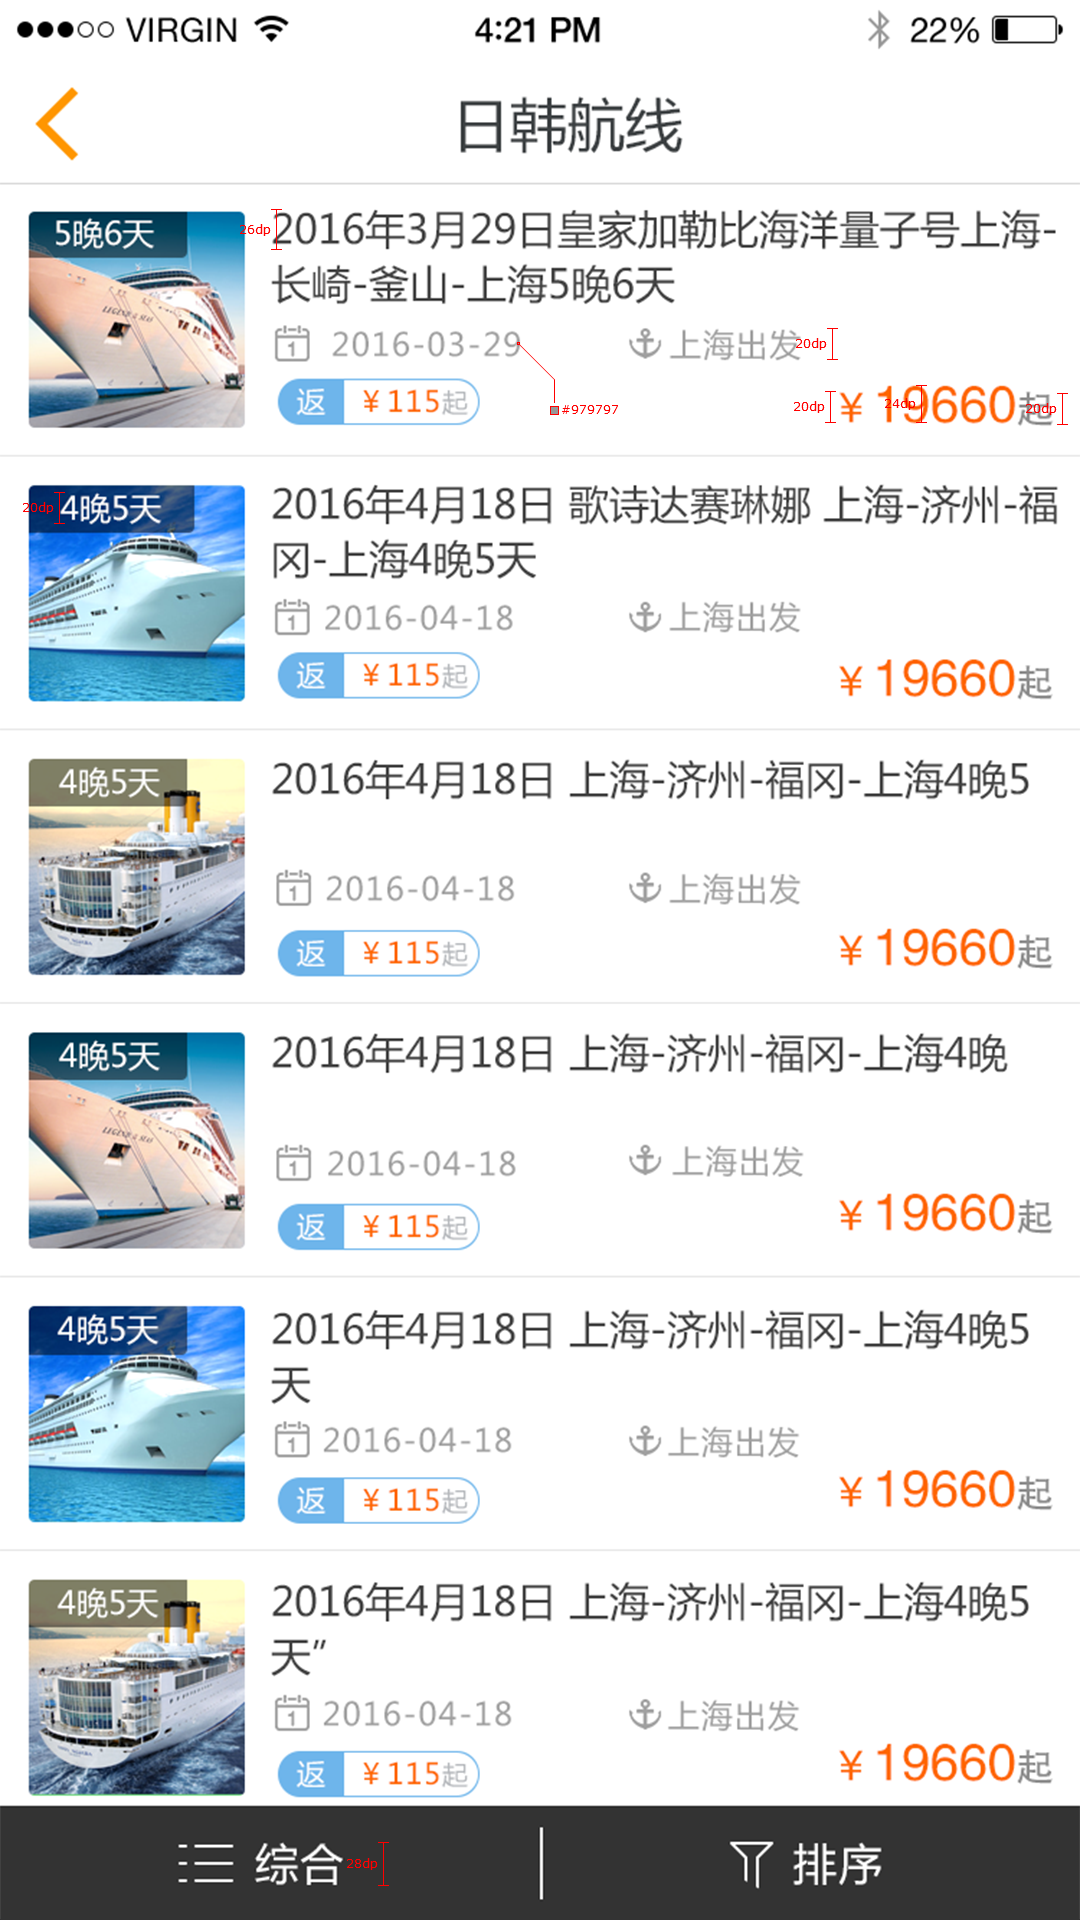 VIRGIN 4:21 PM 22%
日韩航线
5晚6天
26dp
2016年3月29日皇家加勒比海洋量子号上海-
长崎-釜山-上海5晚6天
2016-03-29 上海出发 20dp
返 ¥115起
#979797
20dp ¥ 19660起 24dp 20dp
20dp 4晚5天
2016年4月18日 歌诗达赛琳娜 上海-济州-福
冈-上海4晚5天
2016-04-18 上海出发
返 ¥115起
¥ 19660起
4晚5天
2016年4月18日 上海-济州-福冈-上海4晚5
2016-04-18 上海出发
返 ¥115起
¥ 19660起
4晚5天
2016年4月18日 上海-济州-福冈-上海4晚
2016-04-18 上海出发
返 ¥115起
¥ 19660起
4晚5天
2016年4月18日 上海-济州-福冈-上海4晚5
天
2016-04-18 上海出发
返 ¥115起
¥ 19660起
4晚5天
2016年4月18日 上海-济州-福冈-上海4晚5
天”
2016-04-18 上海出发
返 ¥115起
¥ 19660起
综合 28dp 排序